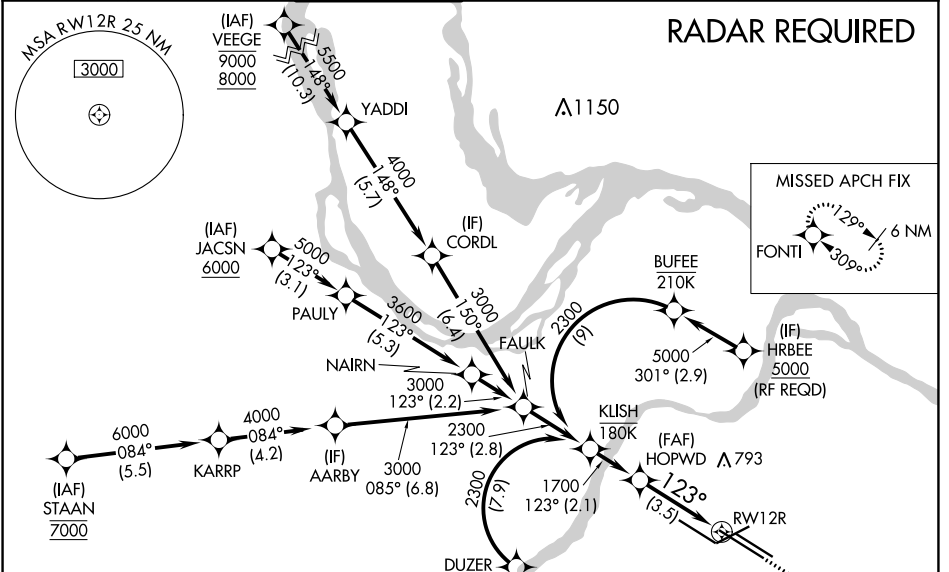 MSA RW12R 25 NM
3000
RADAR REQUIRED
(IAF)
VEEGE
9000
8000
5500
148°
(10.3)
YADDI
1150
4000
148°
(5.7)
(IF)
CORDL
MISSED APCH FIX
129°
6 NM
FONTI
309°
(IAF)
JACSN
6000
5000
123°
(3.1)
PAULY
3600
123°
(5.3)
3000
150°
(6.4)
BUFEE
210K
2300
(9)
(IF)
HRBEE
5000
(RF REQD)
5000
301° (2.9)
FAULK
NAIRN
3000
123° (2.2)
KLISH
180K
2300
123° (2.8)
(FAF)
HOPWD
793
6000
084°
(5.5)
4000
084°
(4.2)
KARRP
(IF)
AARBY
3000
085° (6.8)
(IAF)
STAAN
7000
2300
(7.9)
1700
123° (2.1)
123°
(3.5)
RW12R
DUZER